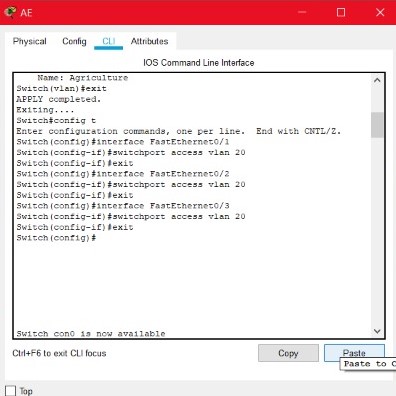 AE
Physical Config CLI Attributes
IOS Command Line Interface
Name: Agriculture
Switch(vlan)#exit
APPLY completed.
Exiting....
Switch#config t
Enter configuration commands, one per line. End with CNTL/Z.
Switch(config)#interface FastEthernet0/1
Switch(config-if)#switchport access vlan 20
Switch(config-if)#exit
Switch(config)#interface FastEthernet0/2
Switch(config-if)#switchport access vlan 20
Switch(config-if)#exit
Switch(config)#interface FastEthernet0/3
Switch(config-if)#switchport access vlan 20
Switch(config-if)#exit
Switch(config)#
Switch con0 is now available
Ctrl+F6 to exit CLI focus
Copy Paste
Paste to C
Top